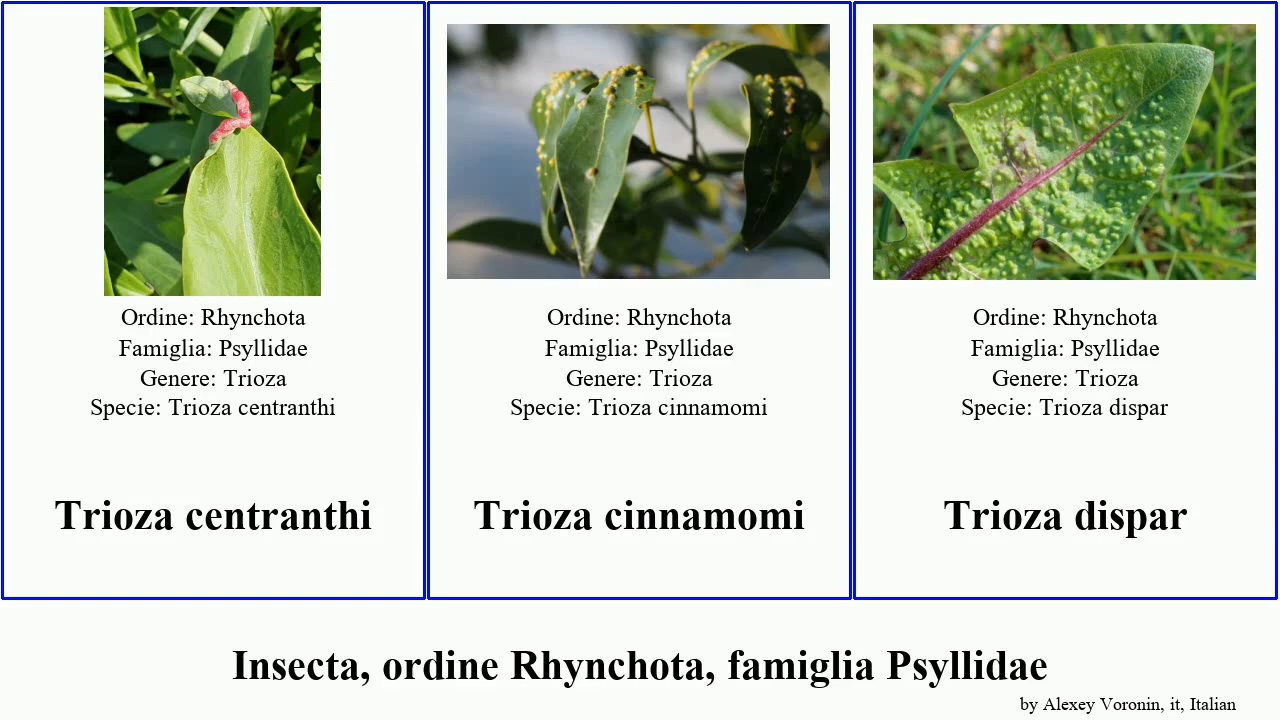 Ordine: Rhynchota
Famiglia: Psyllidae
Genere: Trioza
Specie: Trioza centranthi
Trioza centranthi
Ordine: Rhynchota
Famiglia: Psyllidae
Genere: Trioza
Specie: Trioza cinnamomi
Trioza cinnamomi
Ordine: Rhynchota
Famiglia: Psyllidae
Genere: Trioza
Specie: Trioza dispar
Trioza dispar
Insecta, ordine Rhynchota, famiglia Psyllidae
by Alexey Voronin, it, Italian